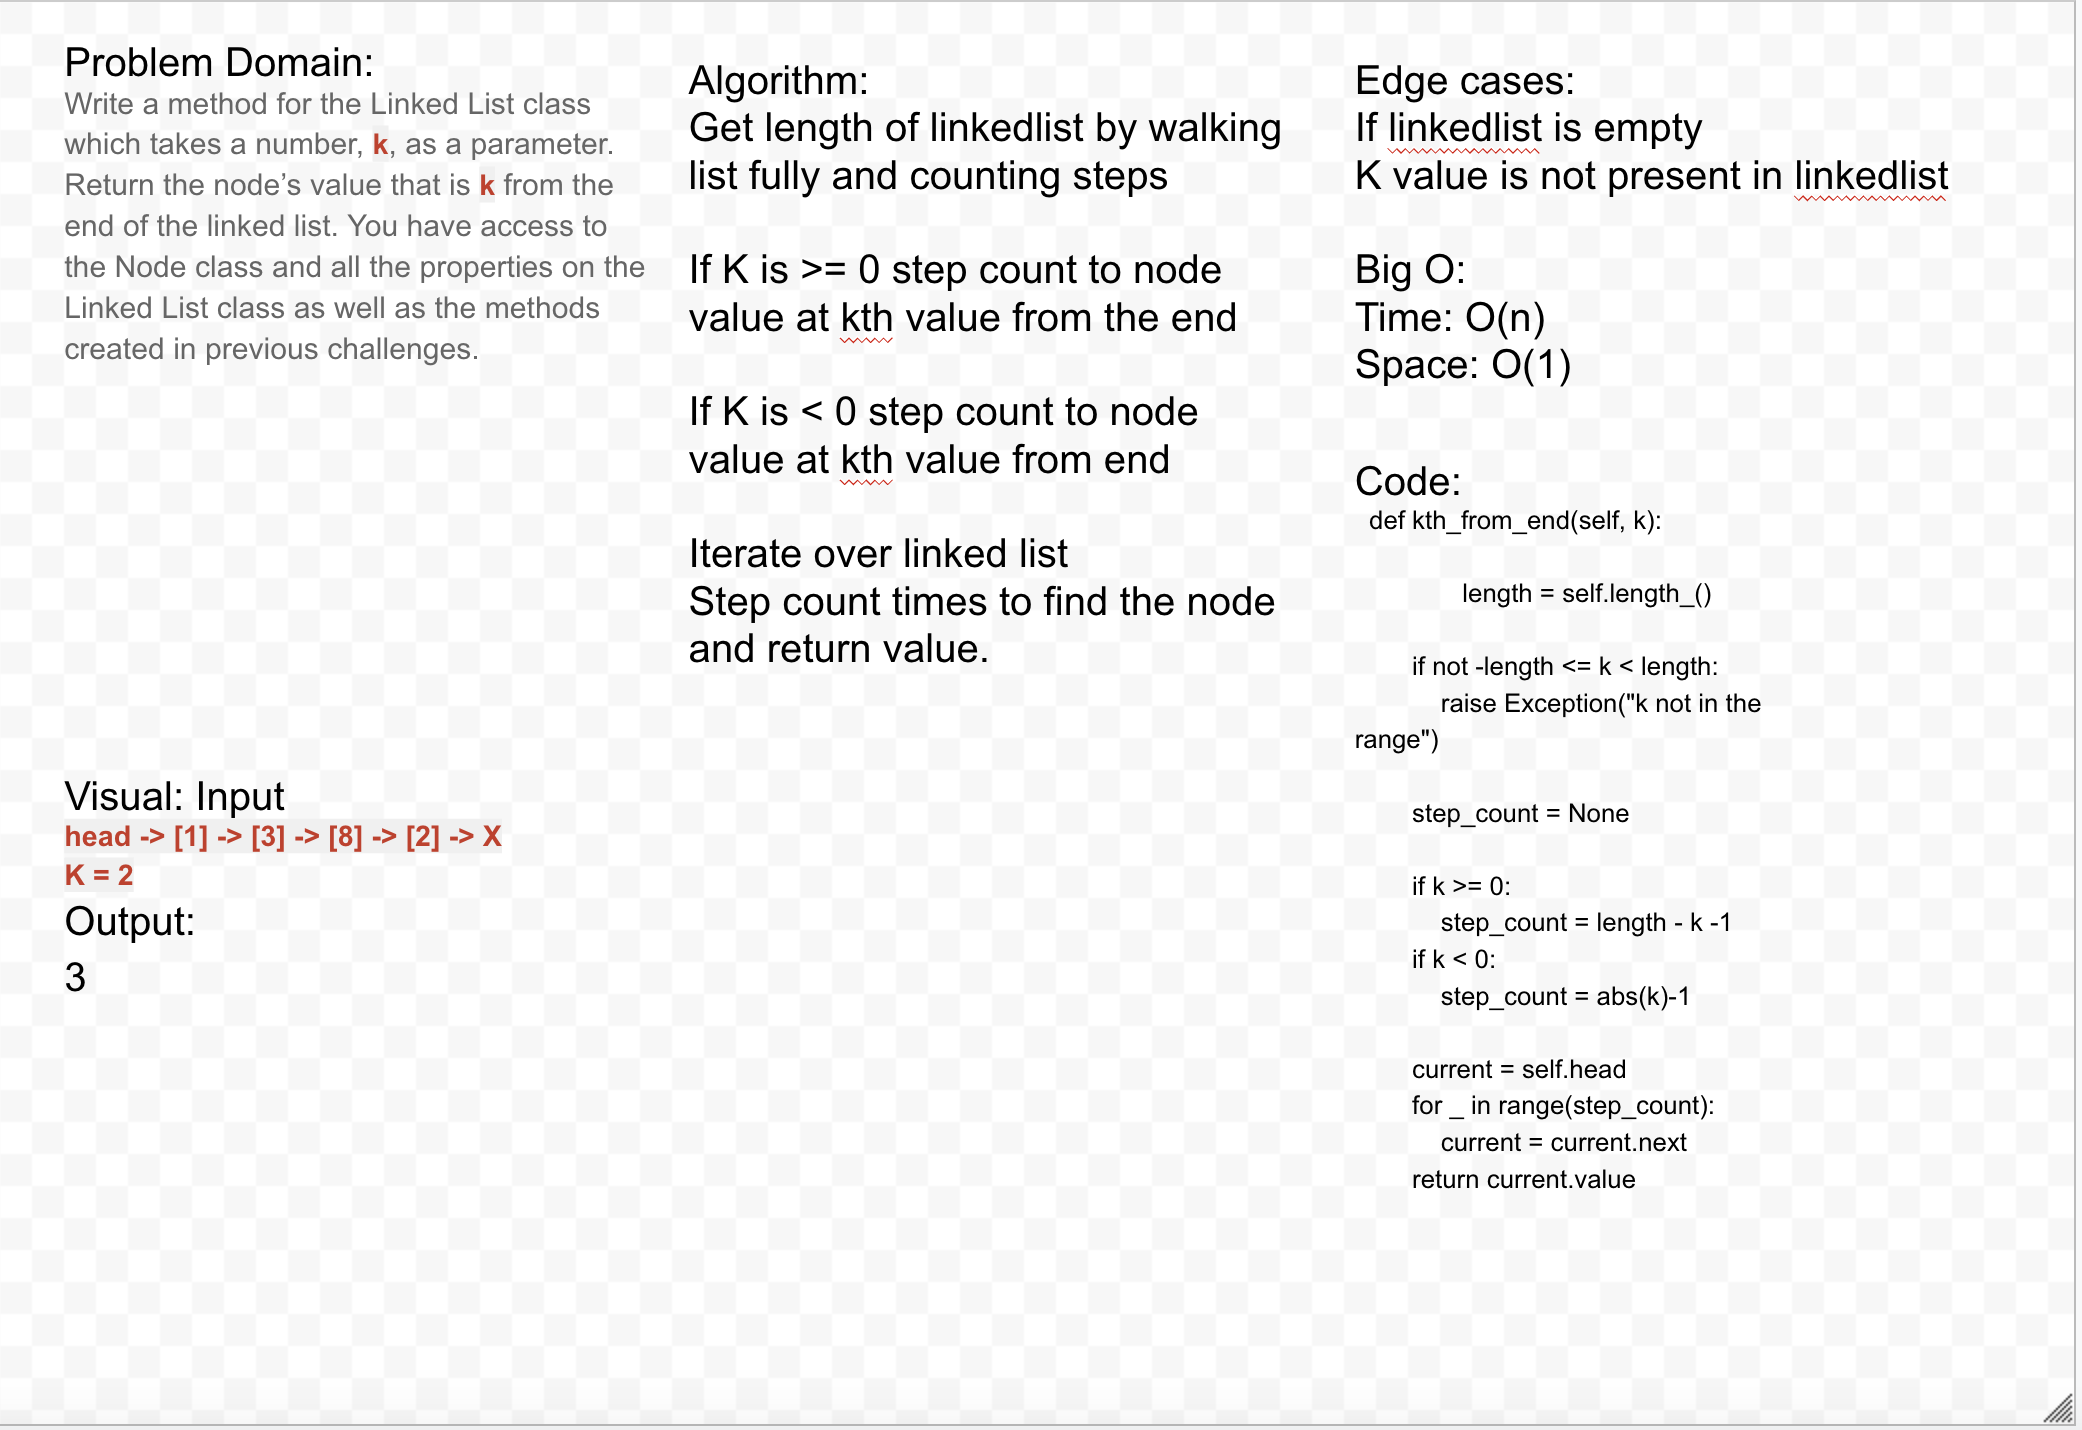 Problem Domain:
Write a method for the Linked List class
which takes a number, k, as a parameter.
Return the node’s value that is k from the
end of the linked list. You have access to
the Node class and all the properties on the
Linked List class as well as the methods
created in previous challenges.
Visual: Input
head -> [1] -> [3] -> [8] -> [2] -> X
K = 2
Output:
3
Algorithm:
Get length of linkedlist by walking
list fully and counting steps
If K is >= 0 step count to node
value at kth value from the end
If K is < 0 step count to node
value at kth value from end
Iterate over linked list
Step count times to find the node
and return value.
Edge cases:
If linkedlist is empty
K value is not present in linkedlist
Big O:
Time: O(n)
Space: O(1)
Code:
def kth_from_end(self, k):
length = self.length_()
if not -length <= k < length:
raise Exception("k not in the
range")
step_count = None
if k >= 0:
step_count = length - k -1
if k < 0:
step_count = abs(k)-1
current = self.head
for _ in range(step_count):
current = current.next
return current.value